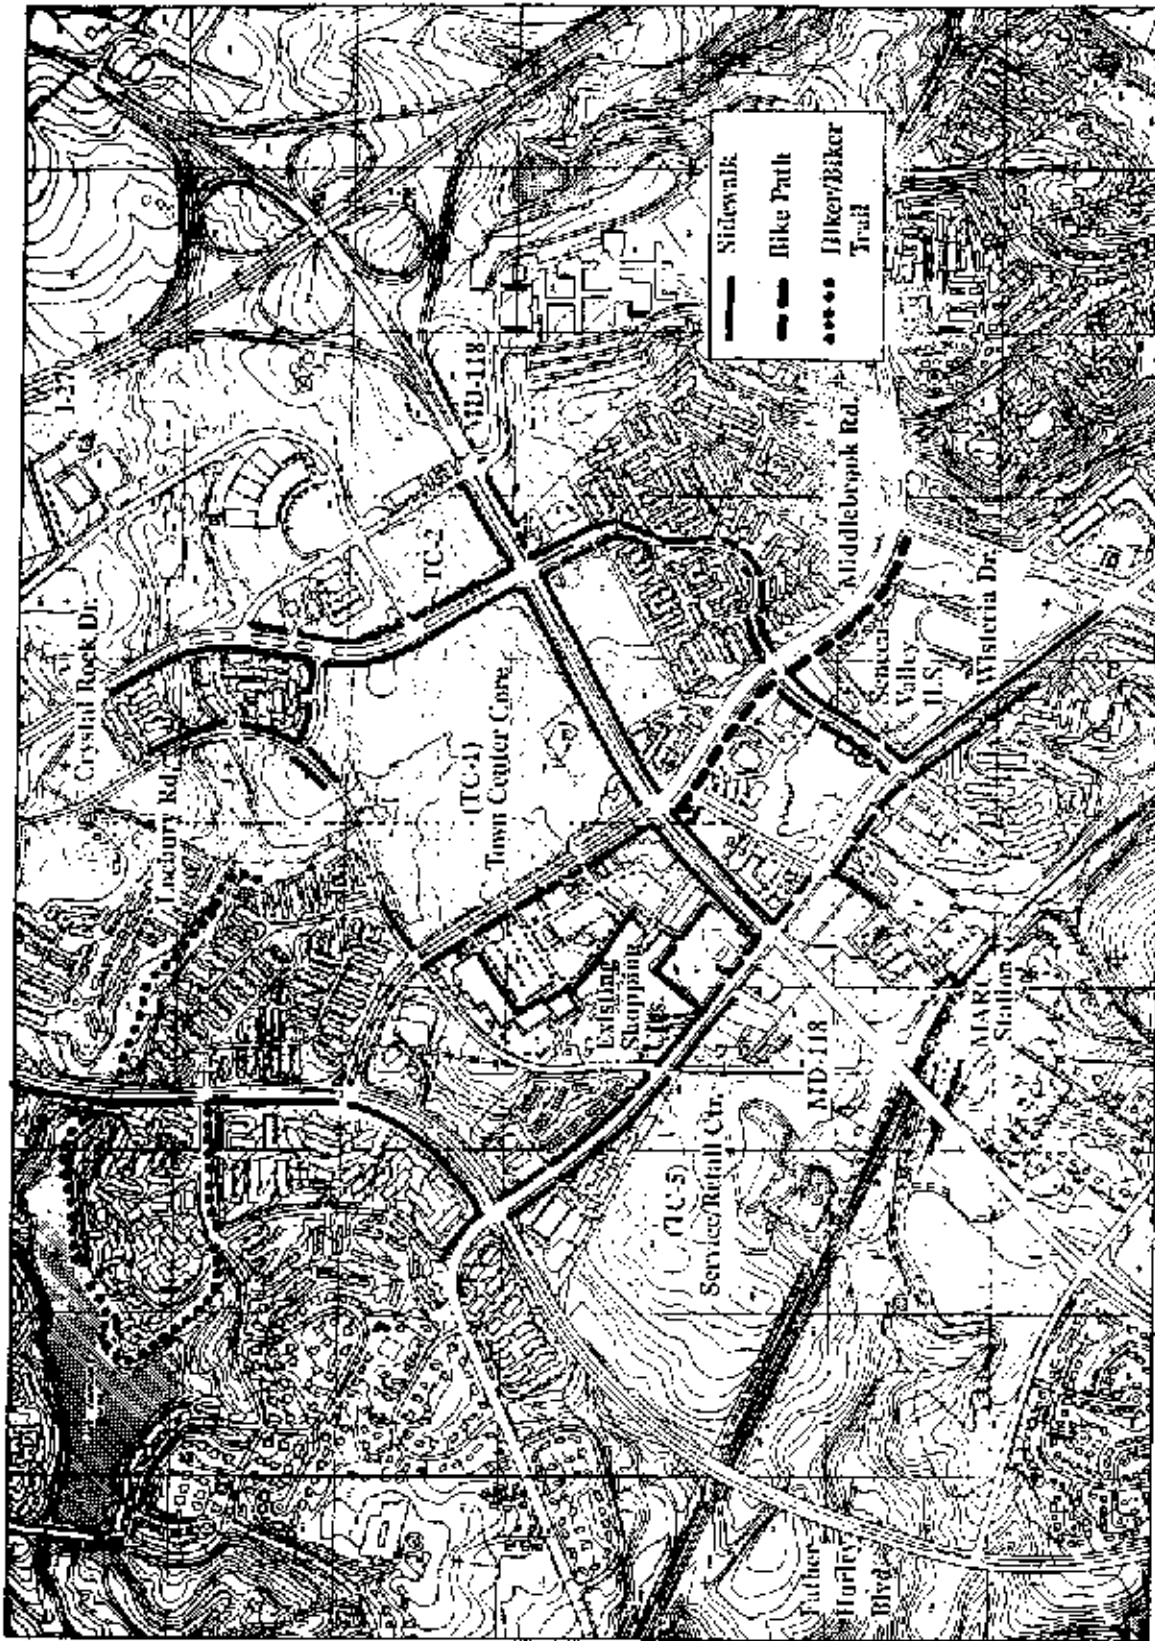 I-270
Crystal Rock Dr.
MD-118
TC-2
Sidewalk
Bike Path
Hiker/Biker
Trail
Middlebrook Rd.
Seneca
Valley
H.S.
Wisteria Dr.
(TC-1)
Town Center Core
Existing
Shopping
Ctrs.
MARC
Station
MD-118
(TC-5)
Service/Retail Ctr.
Father
Hurley
Blvd.